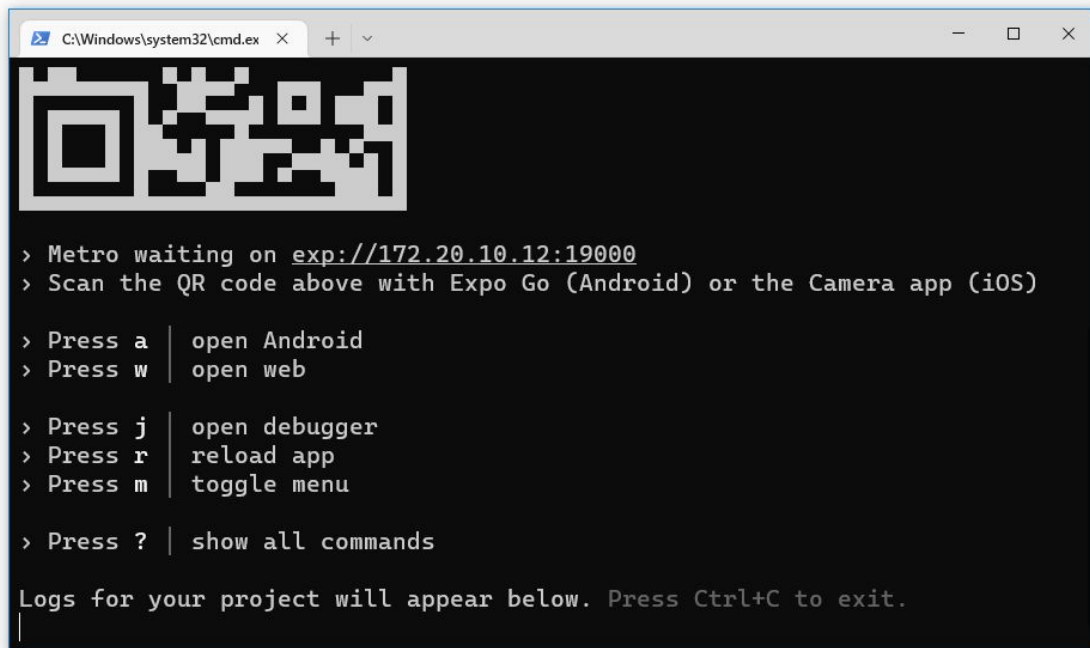 C:\Windows\system32\cmd.ex
› Metro waiting on exp://172.20.10.12:19000
› Scan the QR code above with Expo Go (Android) or the Camera app (iOS)
› Press a │ open Android
› Press w │ open web
› Press j │ open debugger
› Press r │ reload app
› Press m │ toggle menu
› Press ? │ show all commands
Logs for your project will appear below. Press Ctrl+C to exit.